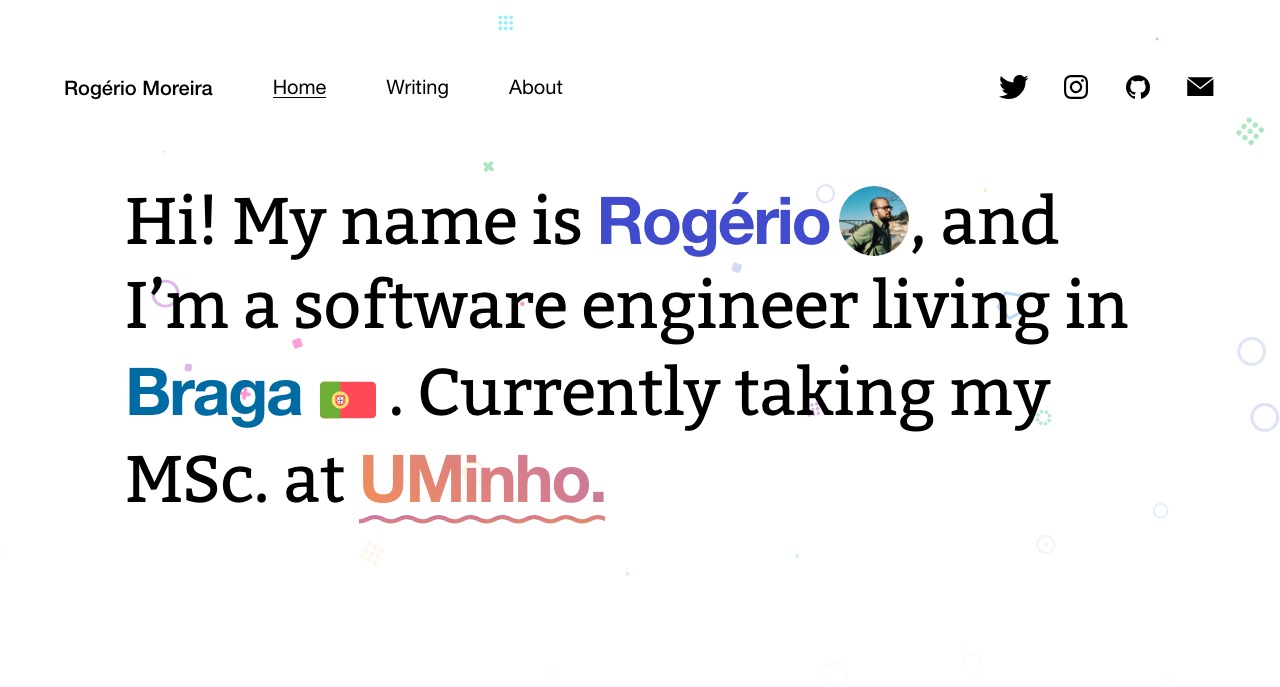 Rogério Moreira Home Writing About
Hi! My name is Rogério, and
I’m a software engineer living in
Braga . Currently taking my
MSc. at UMinho.